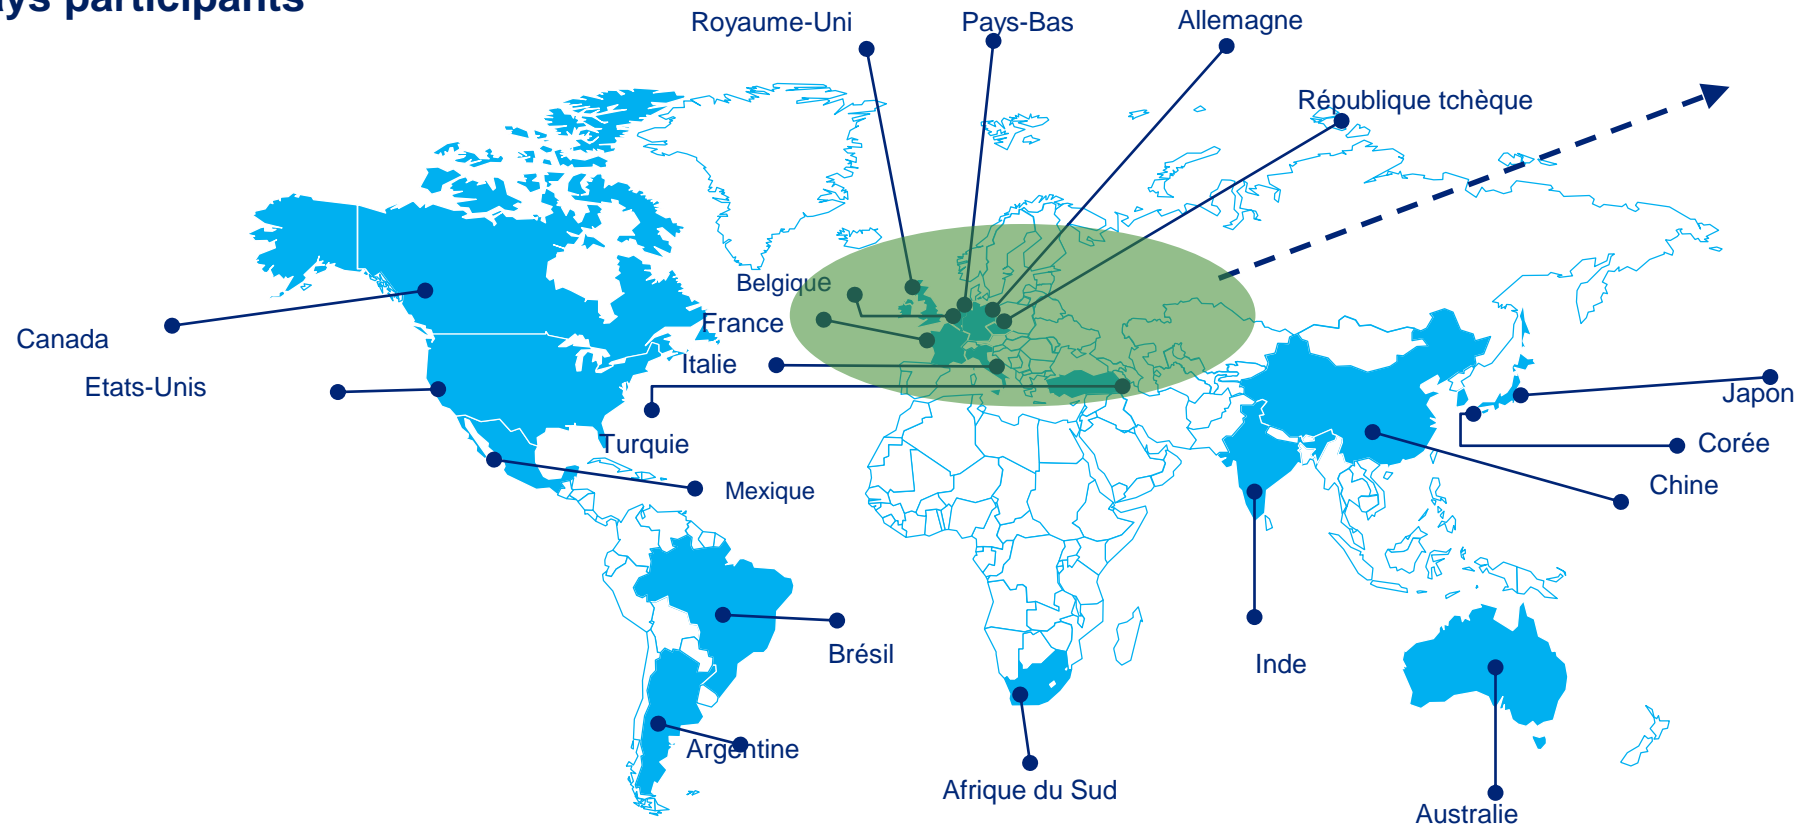 participants
Royaume-Uni
Pays-Bas
Allemagne
République tchèque
Belgique
France
Canada
Italie
Etats-Unis
Japon
Turquie
Corée
Chine
Mexique
Brésil
Inde
Argentine
Afrique du Sud
Australie